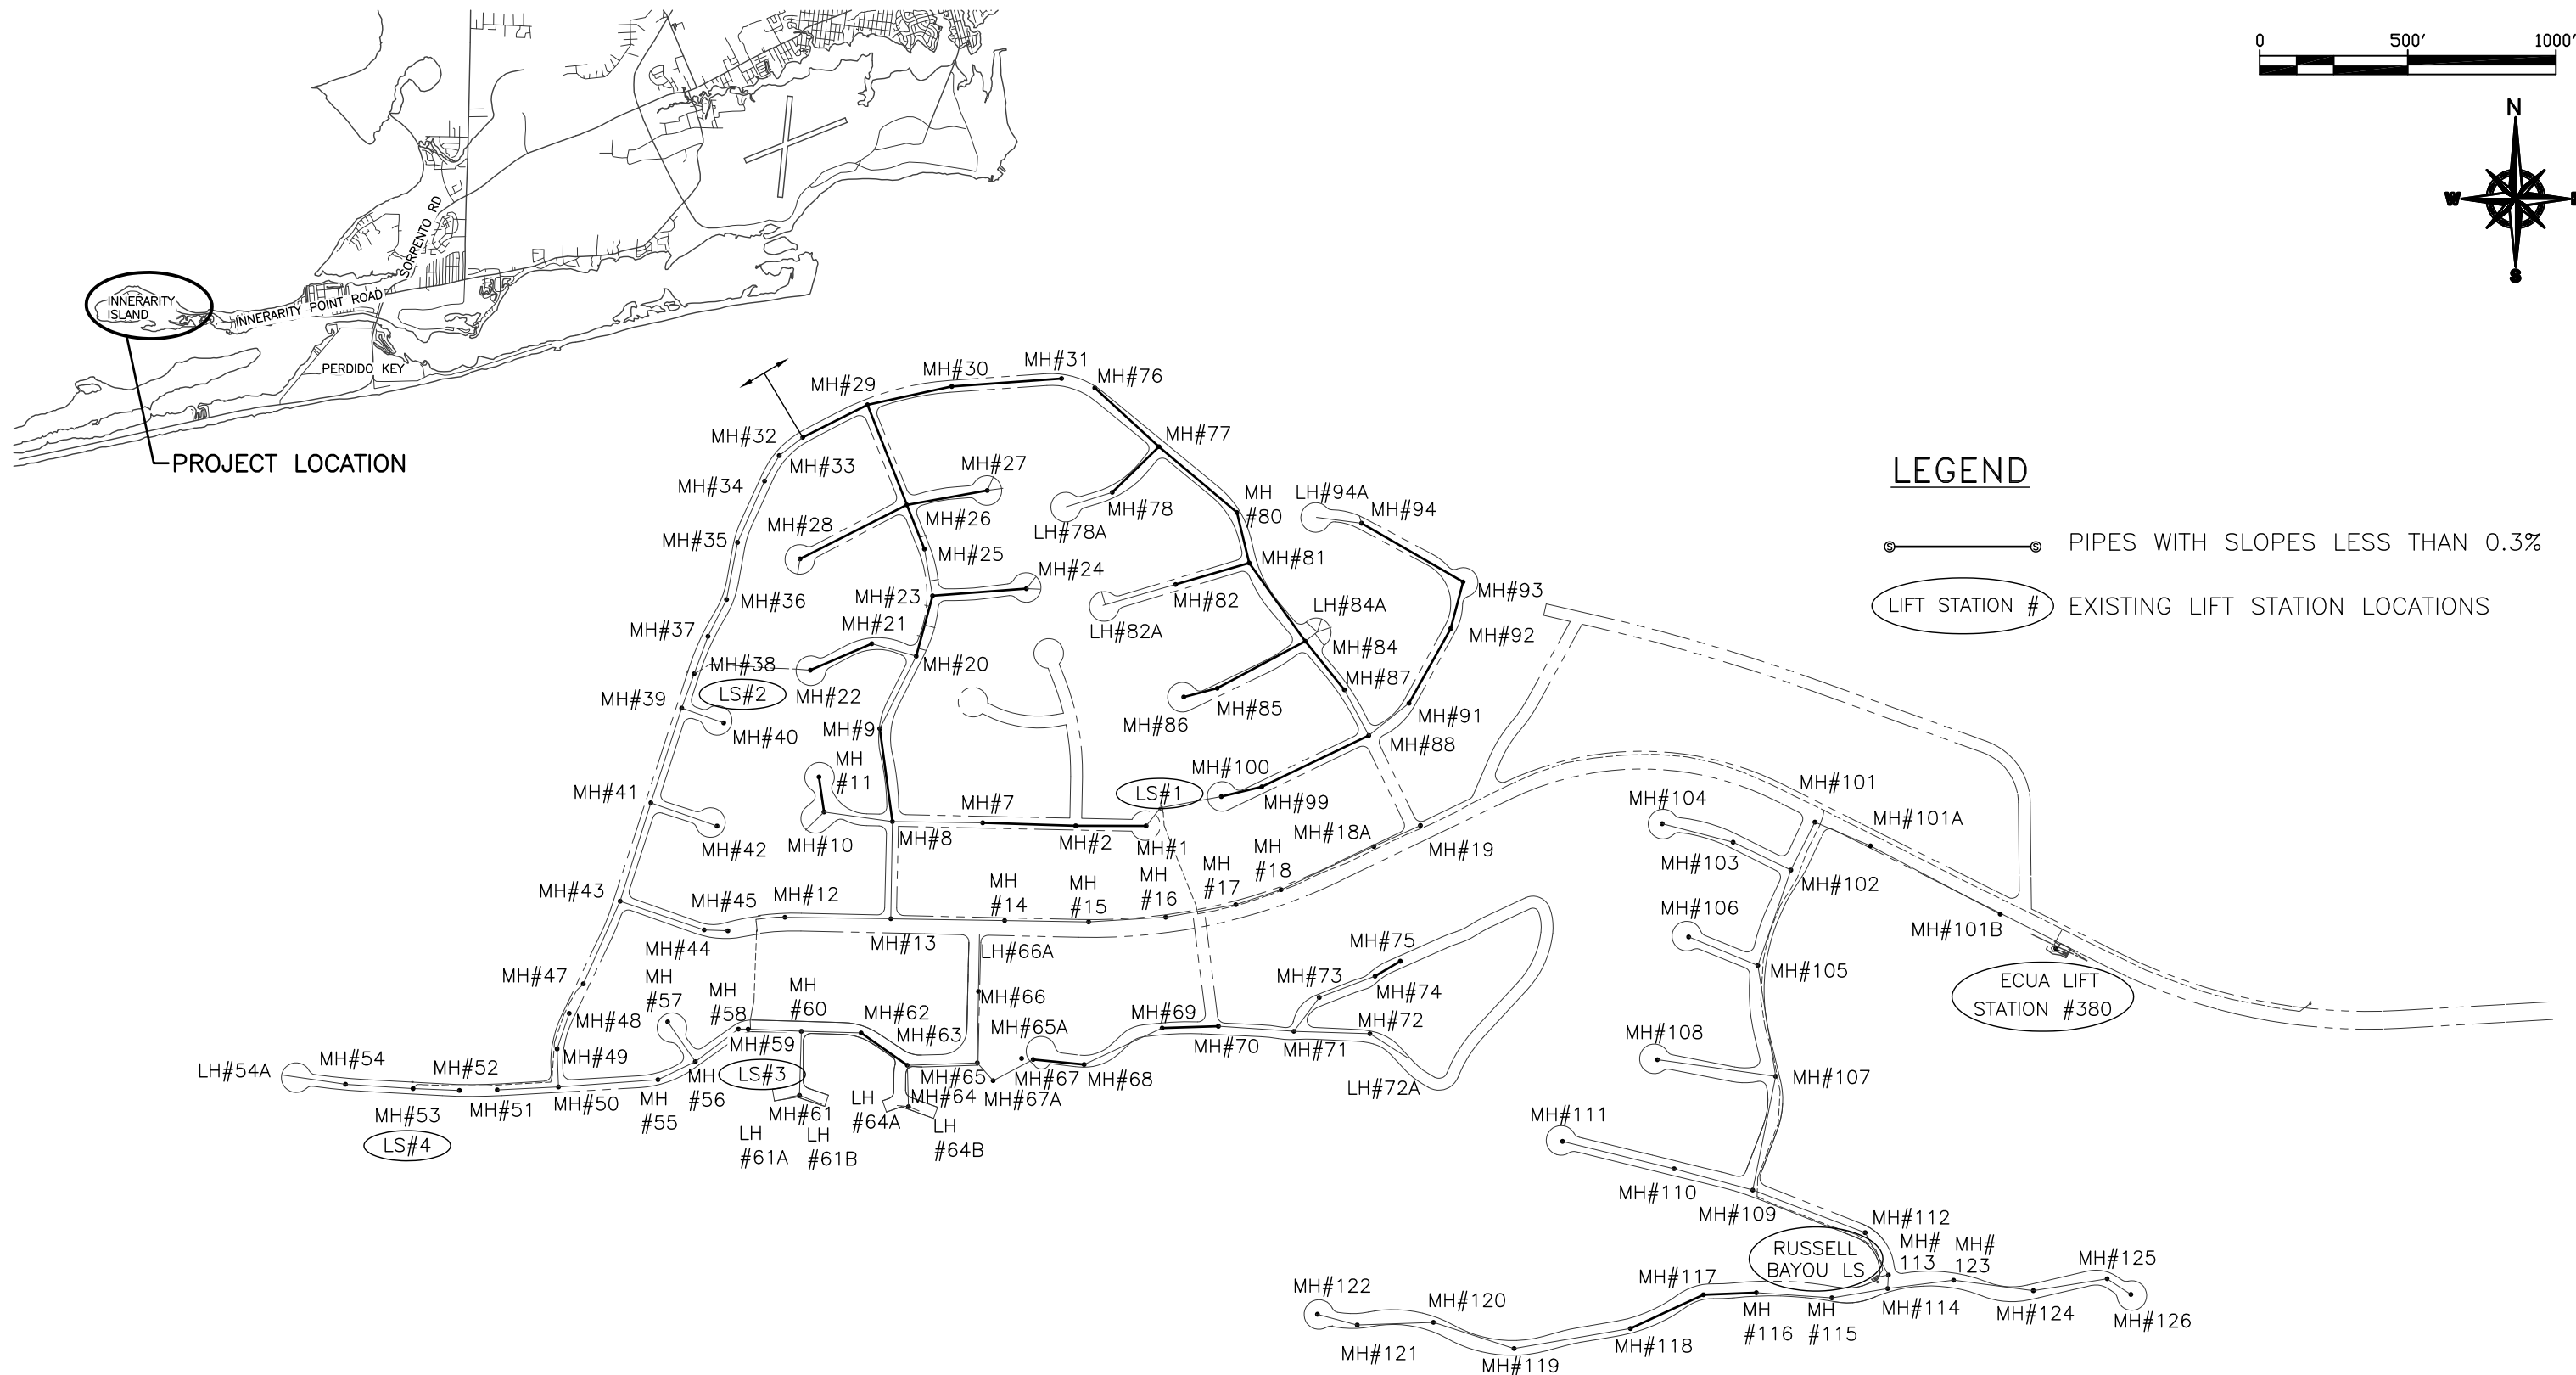 0 500' 1000'
N
W
S
SORRENTO RD
INNERARITY
ISLAND
INNERARITY POINT ROAD
PERDIDO KEY
PROJECT LOCATION
LEGEND
PIPES WITH SLOPES LESS THAN 0.3%
LIFT STATION # EXISTING LIFT STATION LOCATIONS
MH#29
MH#30
MH#31
MH#76
MH#32
MH#33
MH#77
MH#34
MH#27
MH#28
MH#26
MH#78
LH#78A
MH
#80
LH#94A
MH#94
MH#35
MH#25
MH#24
MH#81
MH#36
MH#23
MH#82
LH#82A
LH#84A
MH#93
MH#37
MH#21
MH#84
MH#92
MH#38
MH#20
LS#2
MH#22
MH#87
MH#39
MH#85
MH#86
MH#91
MH#40
MH#9
MH#88
MH
#11
MH#100
LS#1
MH#99
MH#41
MH#7
MH#42
MH#10
MH#8
MH#2
MH#1
MH#18A
MH#19
MH#101
MH#104
MH#101A
MH#103
MH#102
MH#43
MH#45
MH#12
MH
#14
MH
#15
MH
#16
MH
#17
MH
#18
MH#106
MH#101B
MH#44
MH#13
LH#66A
MH#75
MH#105
MH#47
MH
#57
MH
#58
MH
#60
MH#62
MH#66
MH#73
MH#74
ECUA LIFT
STATION #380
MH#48
MH#63
MH#65A
MH#69
MH#72
MH#59
MH#70
MH#71
MH#108
MH#49
LH#54A
MH#54
MH#52
LS#3
MH
#56
MH#65
MH#67
MH#68
MH#107
MH#53
MH#51
MH#50
MH
#55
MH#61
LH
#64A
MH#64
MH#67A
LH#72A
LS#4
LH
#61A
LH
#61B
LH
#64B
MH#111
MH#110
MH#109
MH#112
RUSSELL
BAYOU LS
MH#
113
MH#
123
MH#125
MH#122
MH#117
MH#120
MH#114
MH#124
MH#126
MH
#116
MH
#115
MH#121
MH#119
MH#118